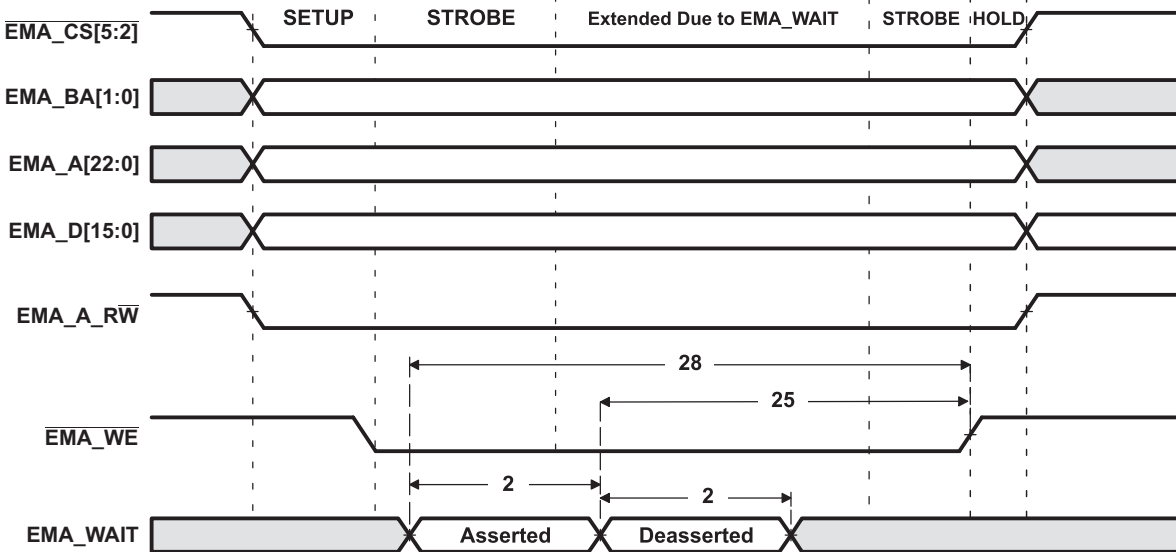 SETUP STROBE Extended Due to EMA_WAIT STROBE HOLD
EMA_CS[5:2]
EMA_BA[1:0]
EMA_A[22:0]
EMA_D[15:0]
EMA_A_RW
28
25
EMA_WE
2
2
EMA_WAIT Asserted Deasserted